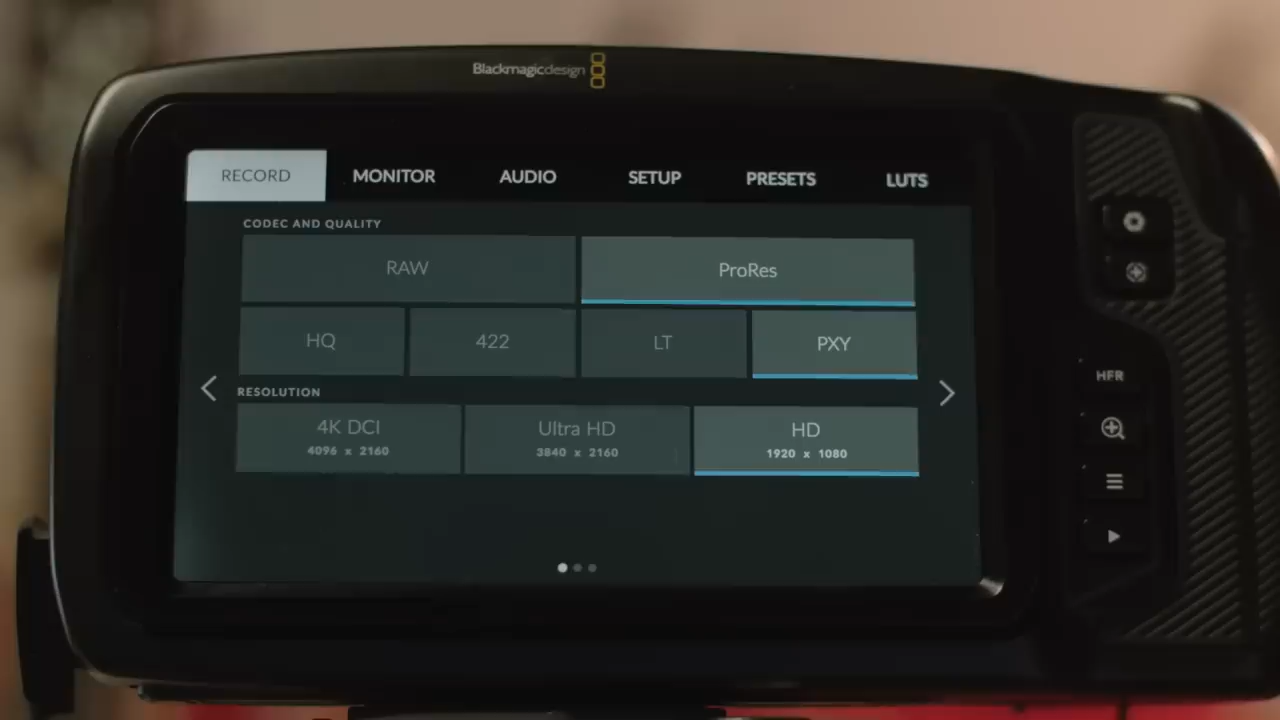 Blackmagicdesign
RECORD MONITOR AUDIO SETUP PRESETS LUTS
CODEC AND QUALITY
RAW ProRes
HQ 422 LT PXY
RESOLUTION
4K DCI Ultra HD HD
4096 x 2160 3840 x 2160 1920 x 1080
HFR